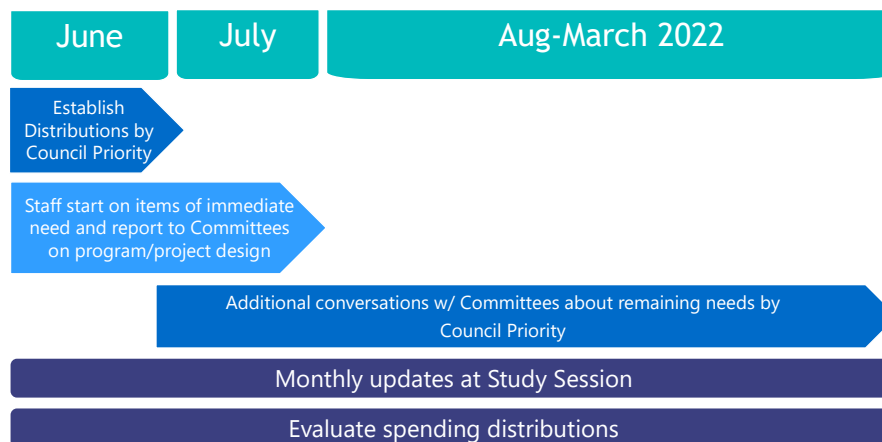 June
July
Aug-March 2022
Establish
Distributions by
Council Priority
Staff start on items of immediate
need and report to Committees
on program/project design
Additional conversations w/ Committees about remaining needs by
Council Priority
Monthly updates at Study Session
Evaluate spending distributions